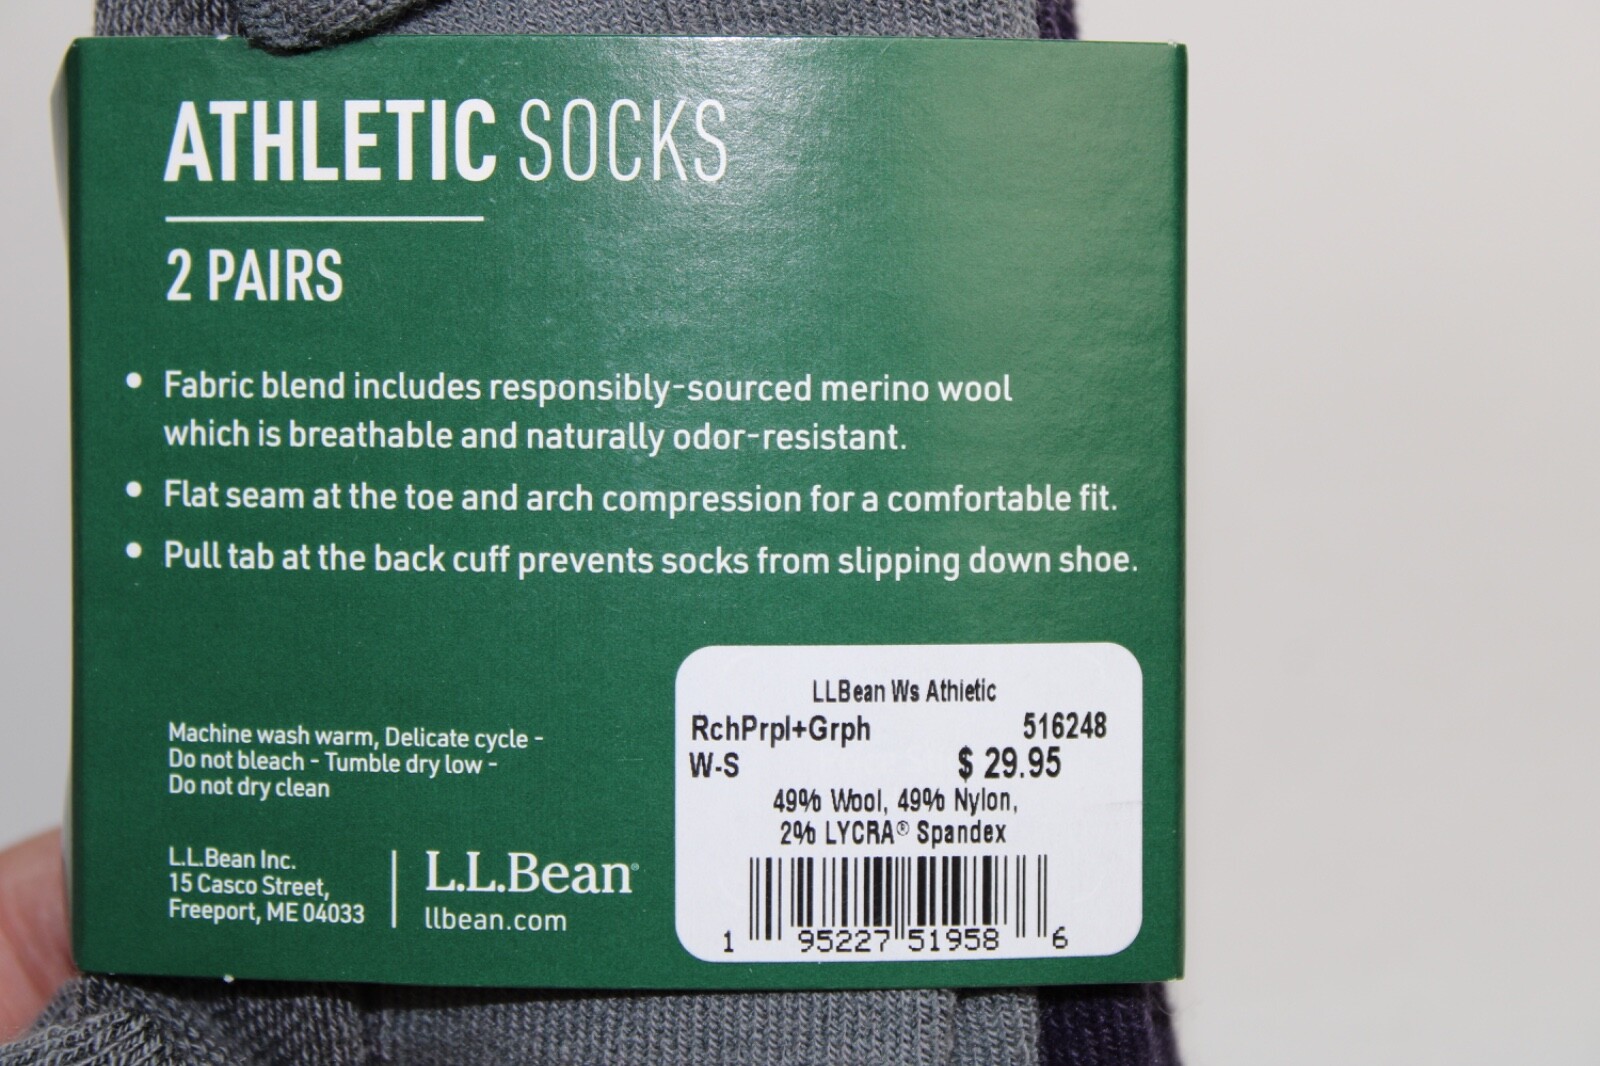 ATHLETIC SOCKS
2 PAIRS
• Fabric blend includes responsibly-sourced merino wool
which is breathable and naturally odor-resistant.
• Flat seam at the toe and arch compression for a comfortable fit.
• Pull tab at the back cuff prevents socks from slipping down shoe.
Machine wash warm, Delicate cycle -
Do not bleach - Tumble dry low -
Do not dry clean
L.L.Bean Inc.
15 Casco Street,
Freeport, ME 04033
L.L.Bean®
llbean.com
LLBean Ws Athletic
RchPrpl+Grph 516248
W-S $ 29.95
49% Wool, 49% Nylon,
2% LYCRA® Spandex
1 95227 51958 6